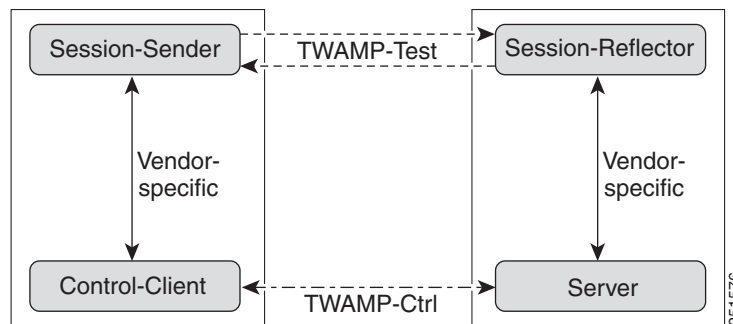 Session-Sender
TWAMP-Test
Session-Reflector
Vendor-
specific
Vendor-
specific
Control-Client
TWAMP-Ctrl
Server